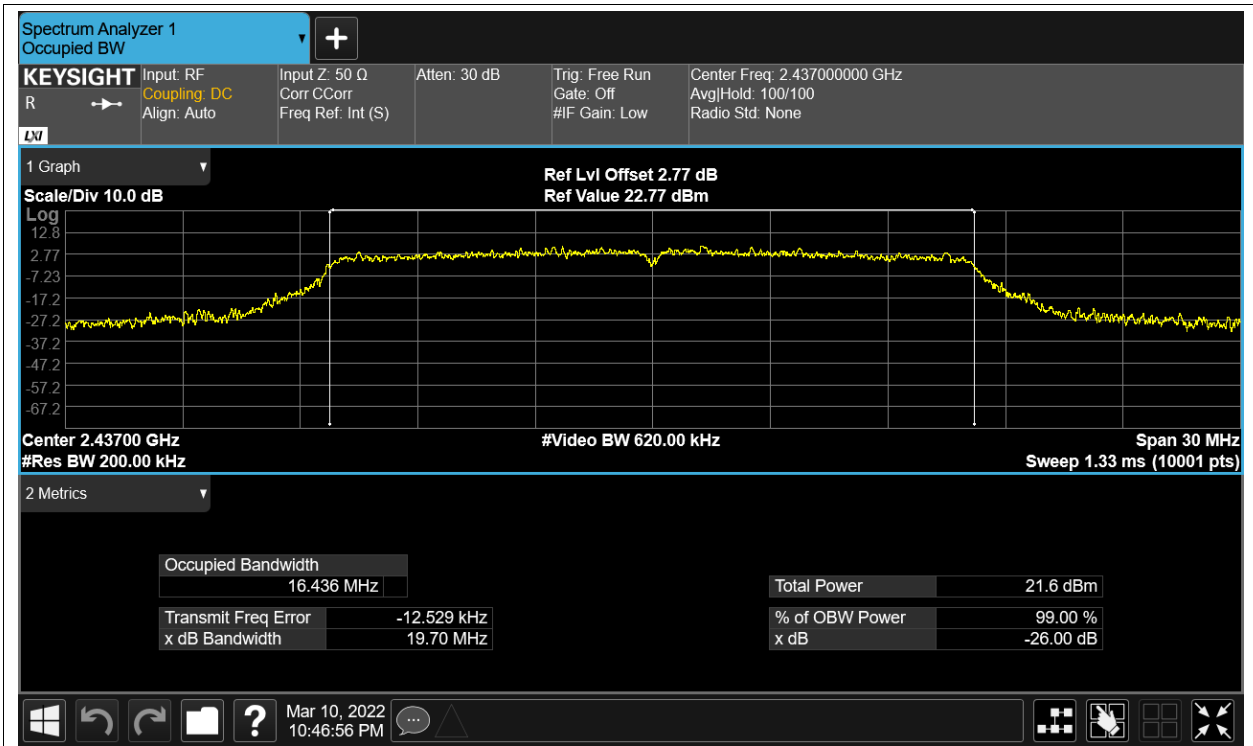 Spectrum Analyzer 1
Occupied BW
KEYSIGHT
R
LXI
Input: RF
Coupling: DC
Align: Auto
Input Z: 50 Ω
Corr CCorr
Freq Ref: Int (S)
Atten: 30 dB
Trig: Free Run
Gate: Off
#IF Gain: Low
Center Freq: 2.437000000 GHz
Avg|Hold: 100/100
Radio Std: None
1 Graph
Scale/Div 10.0 dB
Ref Lvl Offset 2.77 dB
Ref Value 22.77 dBm
Log
12.8
2.77
-7.23
-17.2
-27.2
-37.2
-47.2
-57.2
-67.2
Center 2.43700 GHz
#Res BW 200.00 kHz
#Video BW 620.00 kHz
Span 30 MHz
Sweep 1.33 ms (10001 pts)
2 Metrics
Occupied Bandwidth
16.436 MHz
Transmit Freq Error -12.529 kHz
x dB Bandwidth 19.70 MHz
Total Power 21.6 dBm
% of OBW Power 99.00 %
x dB -26.00 dB
?
Mar 10, 2022
10:46:56 PM